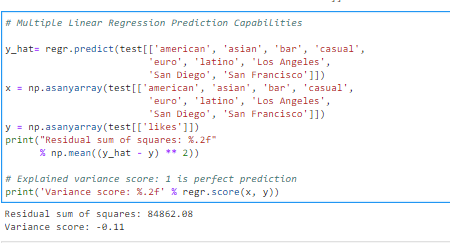 # Multiple Linear Regression Prediction Capabilities
y_hat= regr.predict(test[['american', 'asian', 'bar', 'casual',
'euro', 'latino', 'Los Angeles',
'San Diego', 'San Francisco']])
x = np.asanyarray(test[['american', 'asian', 'bar', 'casual',
'euro', 'latino', 'Los Angeles',
'San Diego', 'San Francisco']])
y = np.asanyarray(test[['likes']])
print("Residual sum of squares: %.2f"
% np.mean((y_hat - y) ** 2))
# Explained variance score: 1 is perfect prediction
print('Variance score: %.2f' % regr.score(x, y))
Residual sum of squares: 84862.08
Variance score: -0.11